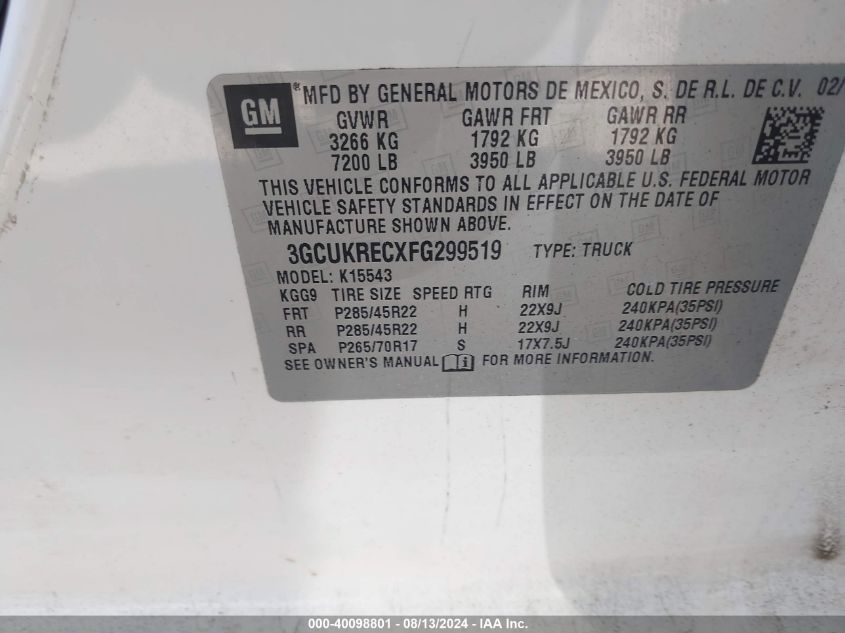 GM ® MFD BY GENERAL MOTORS DE MEXICO, S. DE R.L. DE C.V. 02/
GVWR GAWR FRT GAWR RR
3266 KG 1792 KG 1792 KG
7200 LB 3950 LB 3950 LB
THIS VEHICLE CONFORMS TO ALL APPLICABLE U.S. FEDERAL MOTOR
VEHICLE SAFETY STANDARDS IN EFFECT ON THE DATE OF
MANUFACTURE SHOWN ABOVE.
3GCUKRECXFG299519 TYPE: TRUCK
MODEL: K15543
KGG9 TIRE SIZE SPEED RTG RIM COLD TIRE PRESSURE
FRT P285/45R22 H 22X9J 240KPA(35PSI)
RR P285/45R22 H 22X9J 240KPA(35PSI)
SPA P265/70R17 S 17X7.5J 240KPA(35PSI)
SEE OWNER'S MANUAL i FOR MORE INFORMATION.
000-40098801 - 08/13/2024 - IAA Inc.